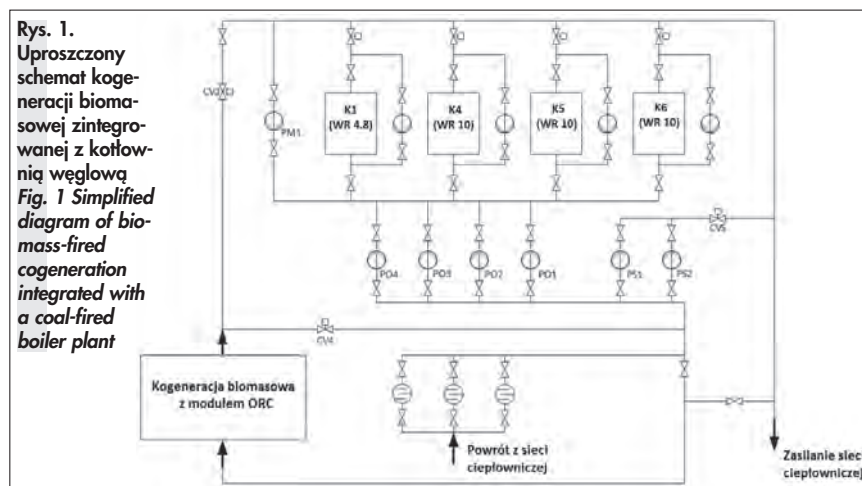 Rys. 1.
Uproszczony
schemat koge-
neracji bioma-
sowej zintegro-
wanej z kotłow-
nią węglową
Fig. 1 Simplified
diagram of bio-
mass-fired
cogeneration
integrated with
a coal-fired
boiler plant
K1
(WR 4.8)
K4
(WR 10)
K5
(WR 10)
K6
(WR 10)
PM1
CV5
PO4
PO3
PO2
PO1
PS1
PS2
CV4
Kogeneracja biomasowa
z modułem ORC
Powrót z sieci
ciepłowniczej
Zasilanie sieci
ciepłowniczej